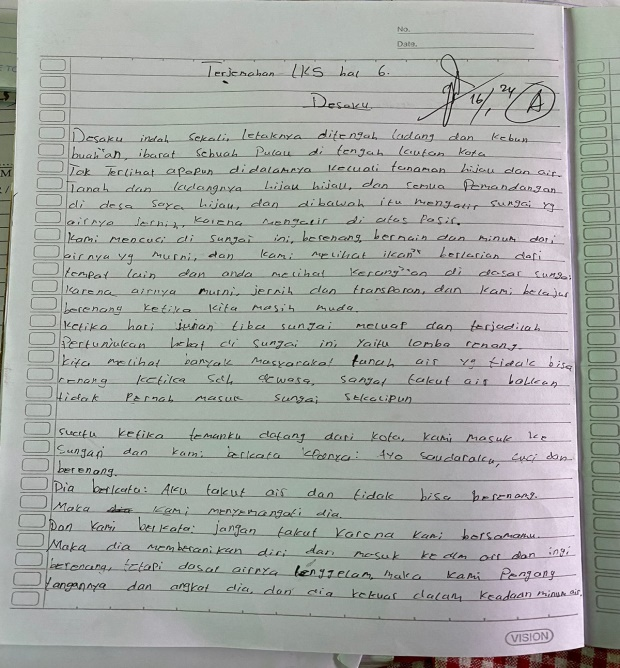 No.
Date.
Terjemahan LKS hal 6.
16/1 24 A
Desaku
Desaku indah sekali, letaknya ditengah ladang dan kebun
buah"an, ibarat sebuah Pulau di tengah lautan kota
Tak Terlihat apapun didalamnya kecuali tanaman hijau dan air.
Tanah dan ladangnya hijau hijau, dan semua Pemandangan
di desa saya hijau, dan dibawah itu mengalir sungai yg
airnya jernih, karena mengalir di atas Pasir.
Kami mencuci di sungai ini, berenang, bermain dan minum dari
airnya yg murni, dan kami melihat ikan" berlarian dari
tempat lain dan anda melihat kerang"an di dasar sungai
karena airnya murni, jernih dan transparan, dan kami belajar
berenang ketika kita masih muda.
Ketika hari tiba sungai meluap dan terjadilah
Pertunjukan hebat di sungai ini, yaitu lomba renang.
Kita melihat banyak masyarakat tanah air yg tidak bisa
renang ketika sdh dewasa, sangat takut air bahkan
tidak Pernah masuk sungai sekalipun
suatu ketika temanku datang dari kota, kami masuk ke
sungai dan kami berkata : Ayo saudaraku, cuci dan
berenang.
Dia berkata: Aku takut air dan tidak bisa berenang.
Maka kami menyemangati dia.
Dan kami berkata: jangan takut karena kami bersamamu.
Maka dia memberanikan diri dan masuk ke dlm air dan ingi
berenang, tetapi dasar airnya tenggelam, maka kami Pengang
tangannya dan angkat dia, dan dia keluar dalam keadaan minum air.
VISION